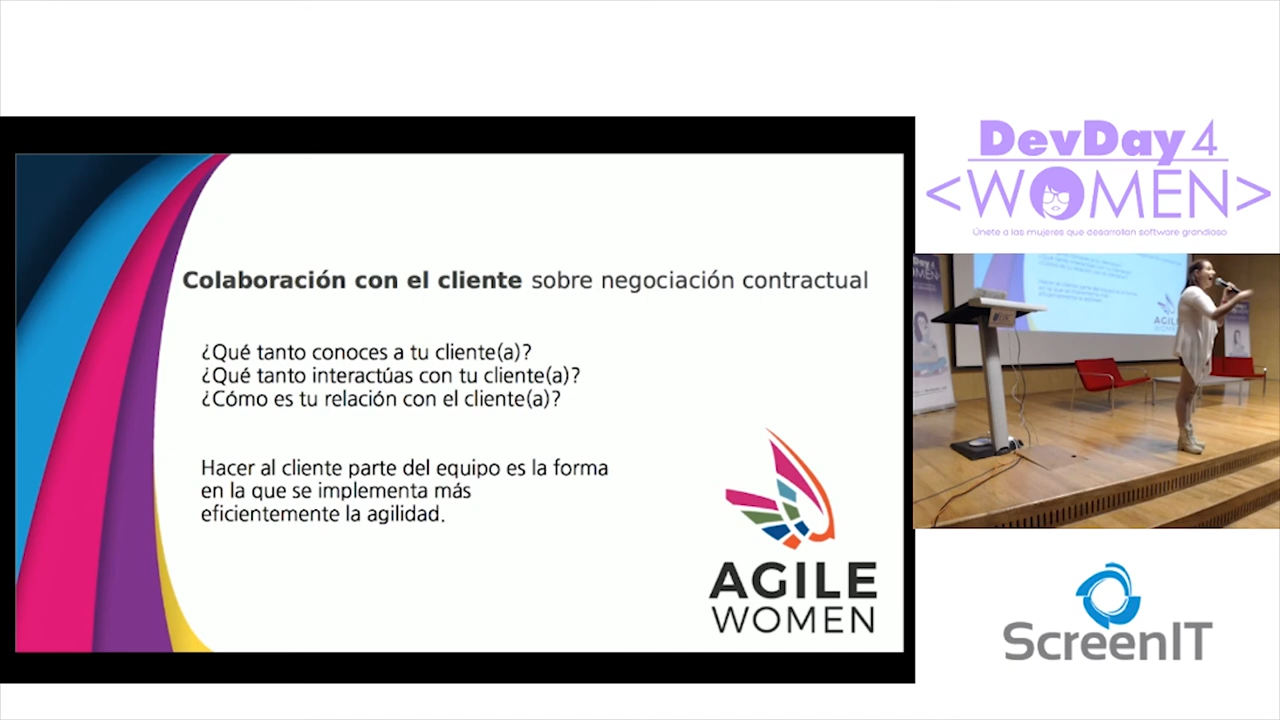 Colaboración con el cliente sobre negociación contractual
¿Qué tanto conoces a tu cliente(a)?
¿Qué tanto interactúas con tu cliente(a)?
¿Cómo es tu relación con el cliente(a)?
Hacer al cliente parte del equipo es la forma
en la que se implementa más
eficientemente la agilidad.
AGILE
WOMEN
DevDay4
<WOMEN>
Únete a las mujeres que desarrollan software grandioso
ScreenIT